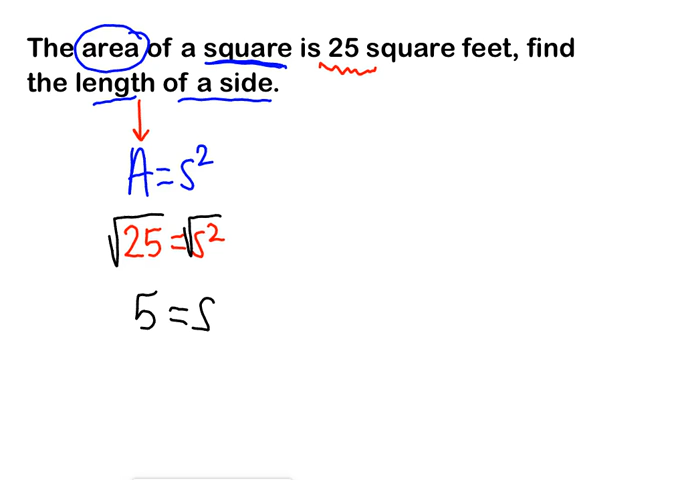 The area of a square is 25 square feet, find
the length of a side.
A = s²
√25 = √s²
5 = s